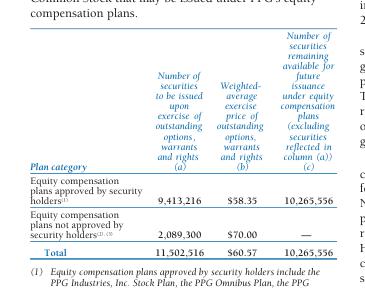 Common Stock that may be issued under PPG's equity
compensation plans.
Number of
securities
remaining
available for
future
issuance
under equity
compensation
plans
(excluding
securities
reflected in
column (a))
(c)
Number of
securities
to be issued
upon
exercise of
outstanding
options,
warrants
and rights
(a)
Weighted-
average
exercise
price of
outstanding
options,
warrants
and rights
(b)
Plan category
Equity compensation
plans approved by security
holders(1) 9,413,216 $58.35 10,265,556
Equity compensation
plans not approved by
security holders(2), (3) 2,089,300 $70.00 —
Total 11,502,516 $60.57 10,265,556
(1) Equity compensation plans approved by security holders include the
PPG Industries, Inc. Stock Plan, the PPG Omnibus Plan, the PPG